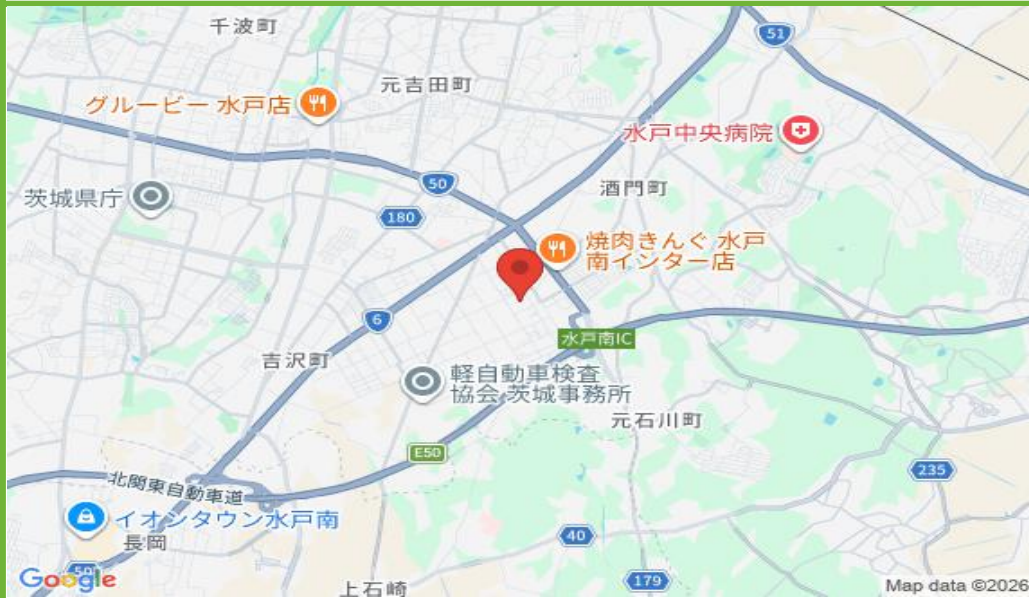 千波町
51
元吉田町
グルービー 水戸店
水戸中央病院
50
酒門町
茨城県庁
180
焼肉きんぐ 水戸
南インター店
6
水戸南IC
吉沢町
軽自動車検査
協会 茨城事務所
元石川町
E50
235
北関東自動車道
イオンタウン水戸南
長岡
40
50
Google
上石崎
179
Map data ©2026